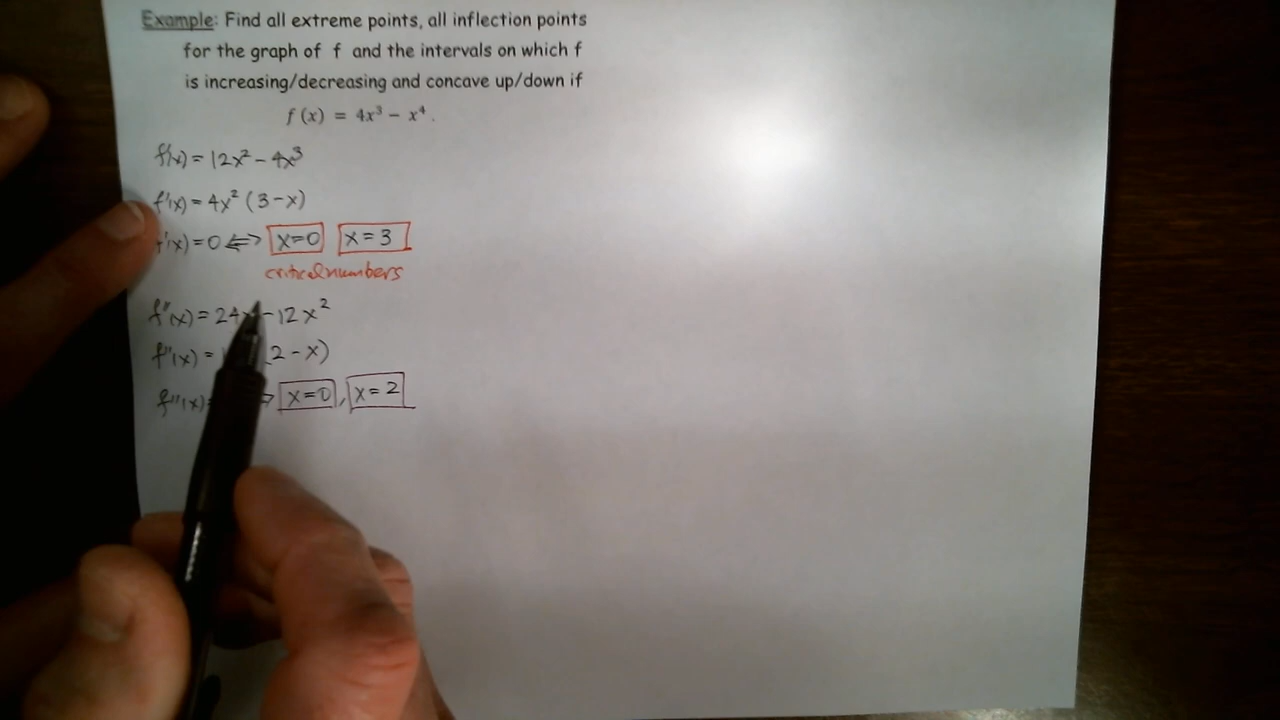 Example: Find all extreme points, all inflection points
for the graph of f and the intervals on which f
is increasing/decreasing and concave up/down if
f (x) = 4x³ − x⁴ .
f'(x) = 12x² − 4x³
f'(x) = 4x² (3−x)
f'(x) = 0 ⟺ x=0 x=3
critical numbers
f''(x) = 24x − 12x²
f''(x) = (2 − x)
f''(x) x=0 , x=2